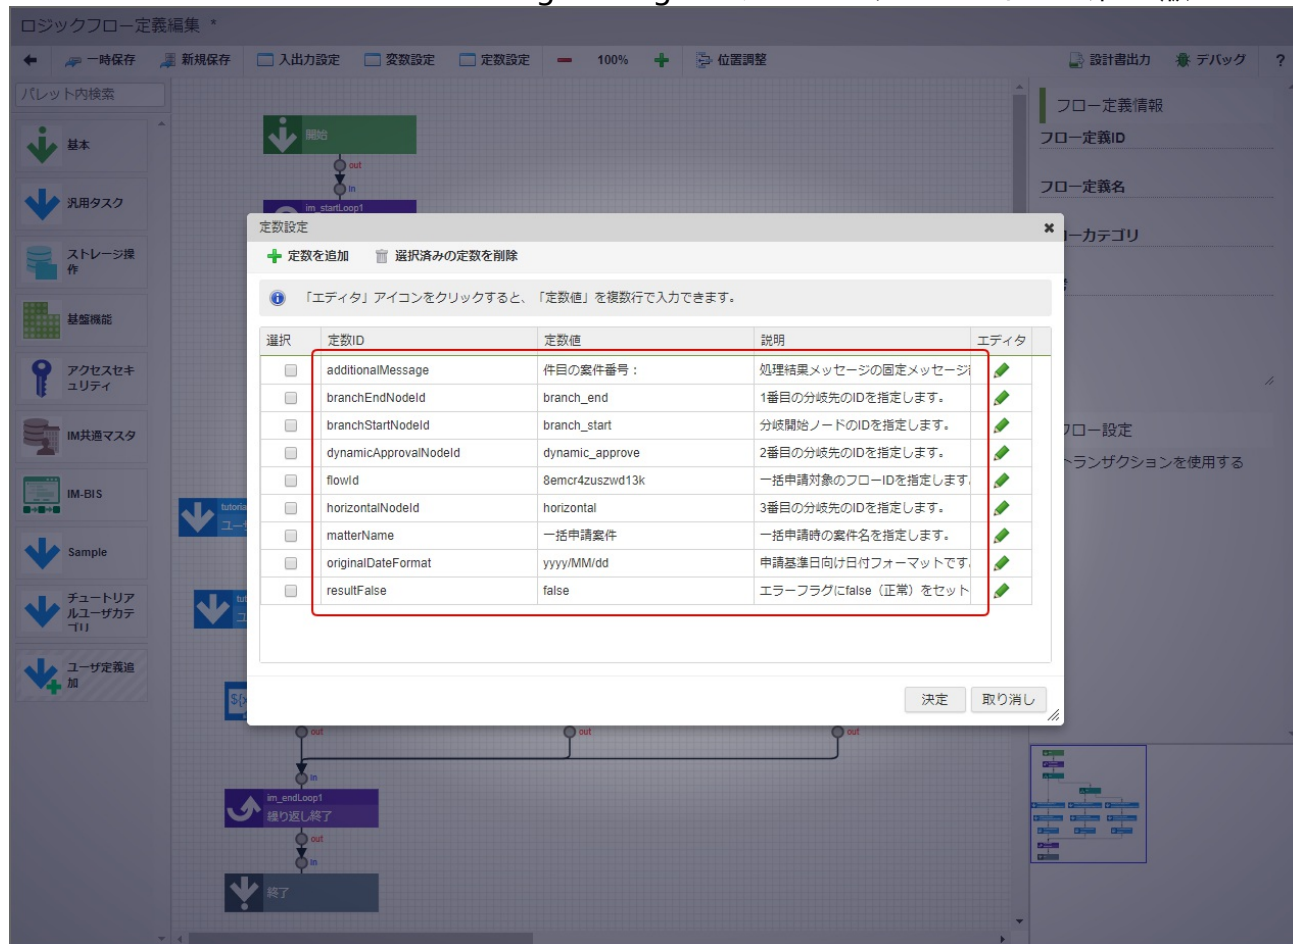 ロジックフロー定義編集 *
一時保存 新規保存 入出力設定 変数設定 定数設定 100% 位置調整 設計書出力 デバッグ ?
パレット内検索
基本
汎用タスク
ストレージ操
作
基盤機能
アクセスセキ
ュリティ
IM共通マスタ
IM-BIS
Sample
チュートリア
ルユーザカテ
ゴリ
ユーザ定義追
加
開始
out
in
im_startLoop1
フロー定義情報
フロー定義ID
フロー定義名
ーカテゴリ
フロー設定
トランザクションを使用する
定数設定
定数を追加 選択済みの定数を削除
「エディタ」アイコンをクリックすると、「定数値」を複数行で入力できます。
選択 定数ID 定数値 説明 エディタ
additionalMessage 件目の案件番号： 処理結果メッセージの固定メッセージ
branchEndNodeId branch_end 1番目の分岐先のIDを指定します。
branchStartNodeId branch_start 分岐開始ノードのIDを指定します。
dynamicApprovalNodeId dynamic_approve 2番目の分岐先のIDを指定します。
flowId 8emcr4zuszwd13k 一括申請対象のフローIDを指定します
horizontalNodeId horizontal 3番目の分岐先のIDを指定します。
matterName 一括申請案件 一括申請時の案件名を指定します。
originalDateFormat yyyy/MM/dd 申請基準日向け日付フォーマットです
resultFalse false エラーフラグにfalse（正常）をセット
決定 取り消し
tutoria
ユー
tut
ユ
${x
out out out
in
im_endLoop1
繰り返し終了
out
in
終了